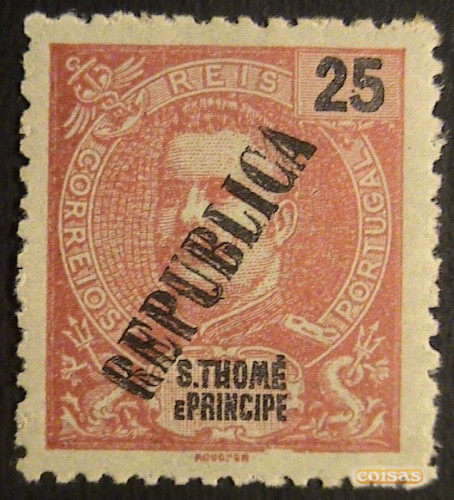 REIS
25
CORREIOS
PORTUGAL
REPUBLICA
S. THOMÉ
E PRINCIPE
coisas